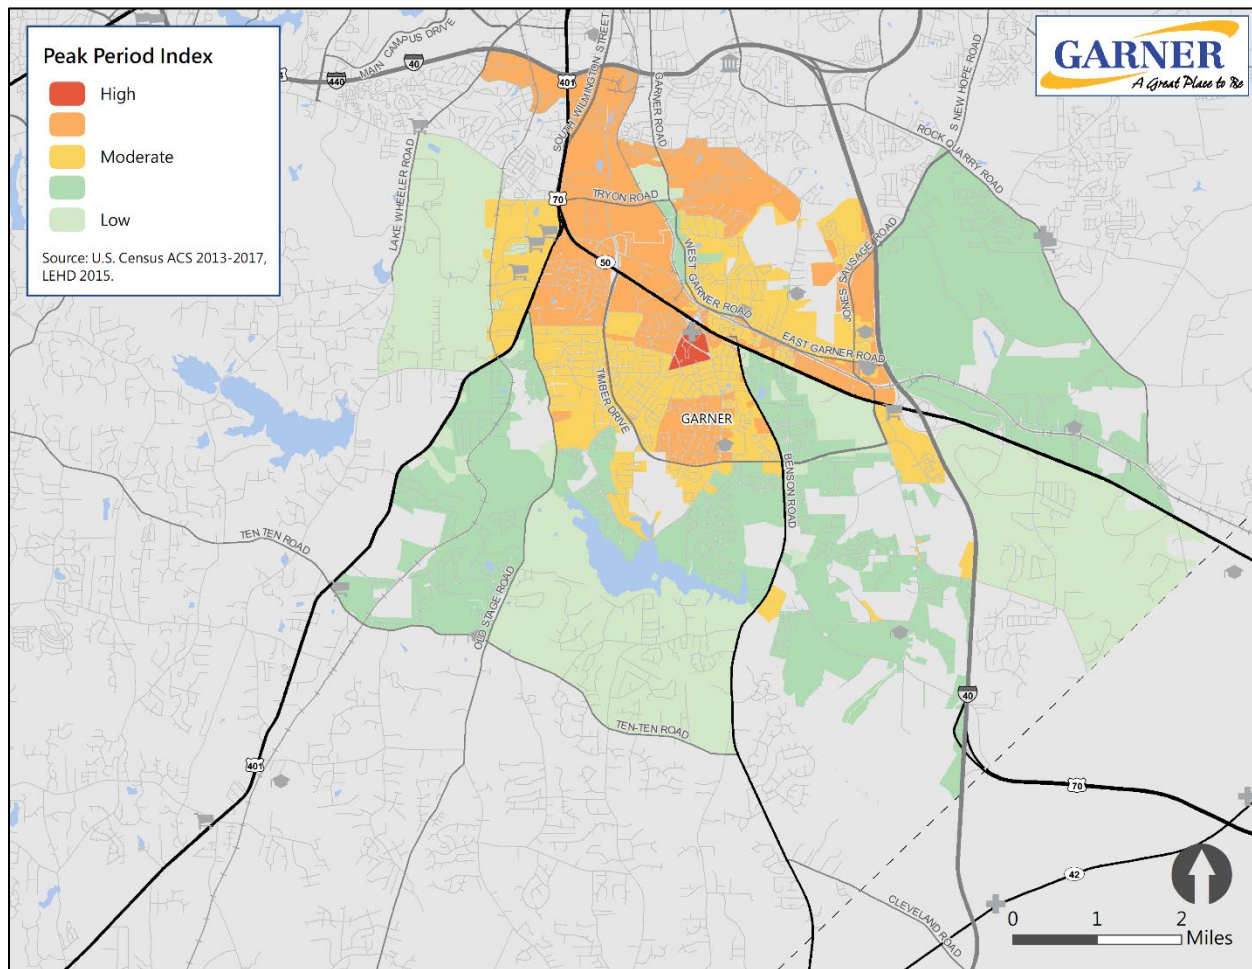 Peak Period Index
High
Moderate
Low
Source: U.S. Census ACS 2013-2017,
LEHD 2015.
GARNER
A Great Place to Be
MAIN CAMPUS DRIVE
40
440
401
SOUTH WILMINGTON STREET
GARNER ROAD
S NEW HOPE ROAD
ROCK QUARRY ROAD
LAKE WHEELER ROAD
TRYON ROAD
70
50
WEST GARNER ROAD
JONES SAUSAGE ROAD
EAST GARNER ROAD
TIMBER DRIVE
GARNER
BENSON ROAD
TEN TEN ROAD
OLD STAGE ROAD
TEN-TEN ROAD
40
401
70
42
CLEVELAND ROAD
0 1 2
Miles